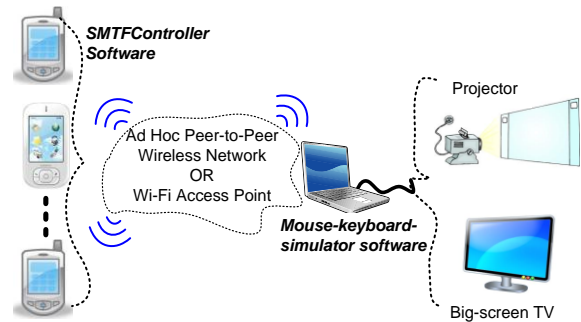 SMTFController
Software
Ad Hoc Peer-to-Peer
Wireless Network
OR
Wi-Fi Access Point
Mouse-keyboard-
simulator software
Projector
Big-screen TV